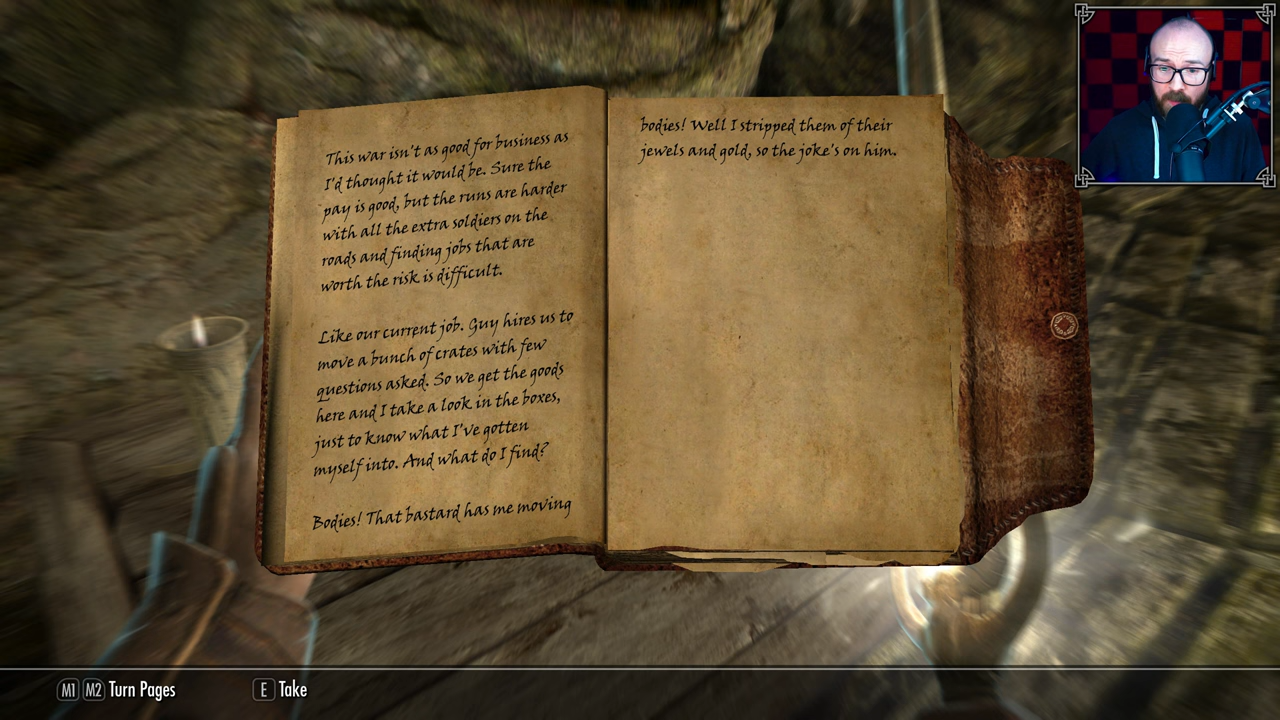 This war isn't as good for business as
I'd thought it would be. Sure the
pay is good, but the runs are harder
with all the extra soldiers on the
roads and finding jobs that are
worth the risk is difficult.
Like our current job. Guy hires us to
move a bunch of crates with few
questions asked. So we get the goods
here and I take a look in the boxes,
just to know what I've gotten
myself into. And what do I find?
Bodies! That bastard has me moving
bodies! Well I stripped them of their
jewels and gold, so the joke's on him.
M1 M2 Turn Pages
E Take